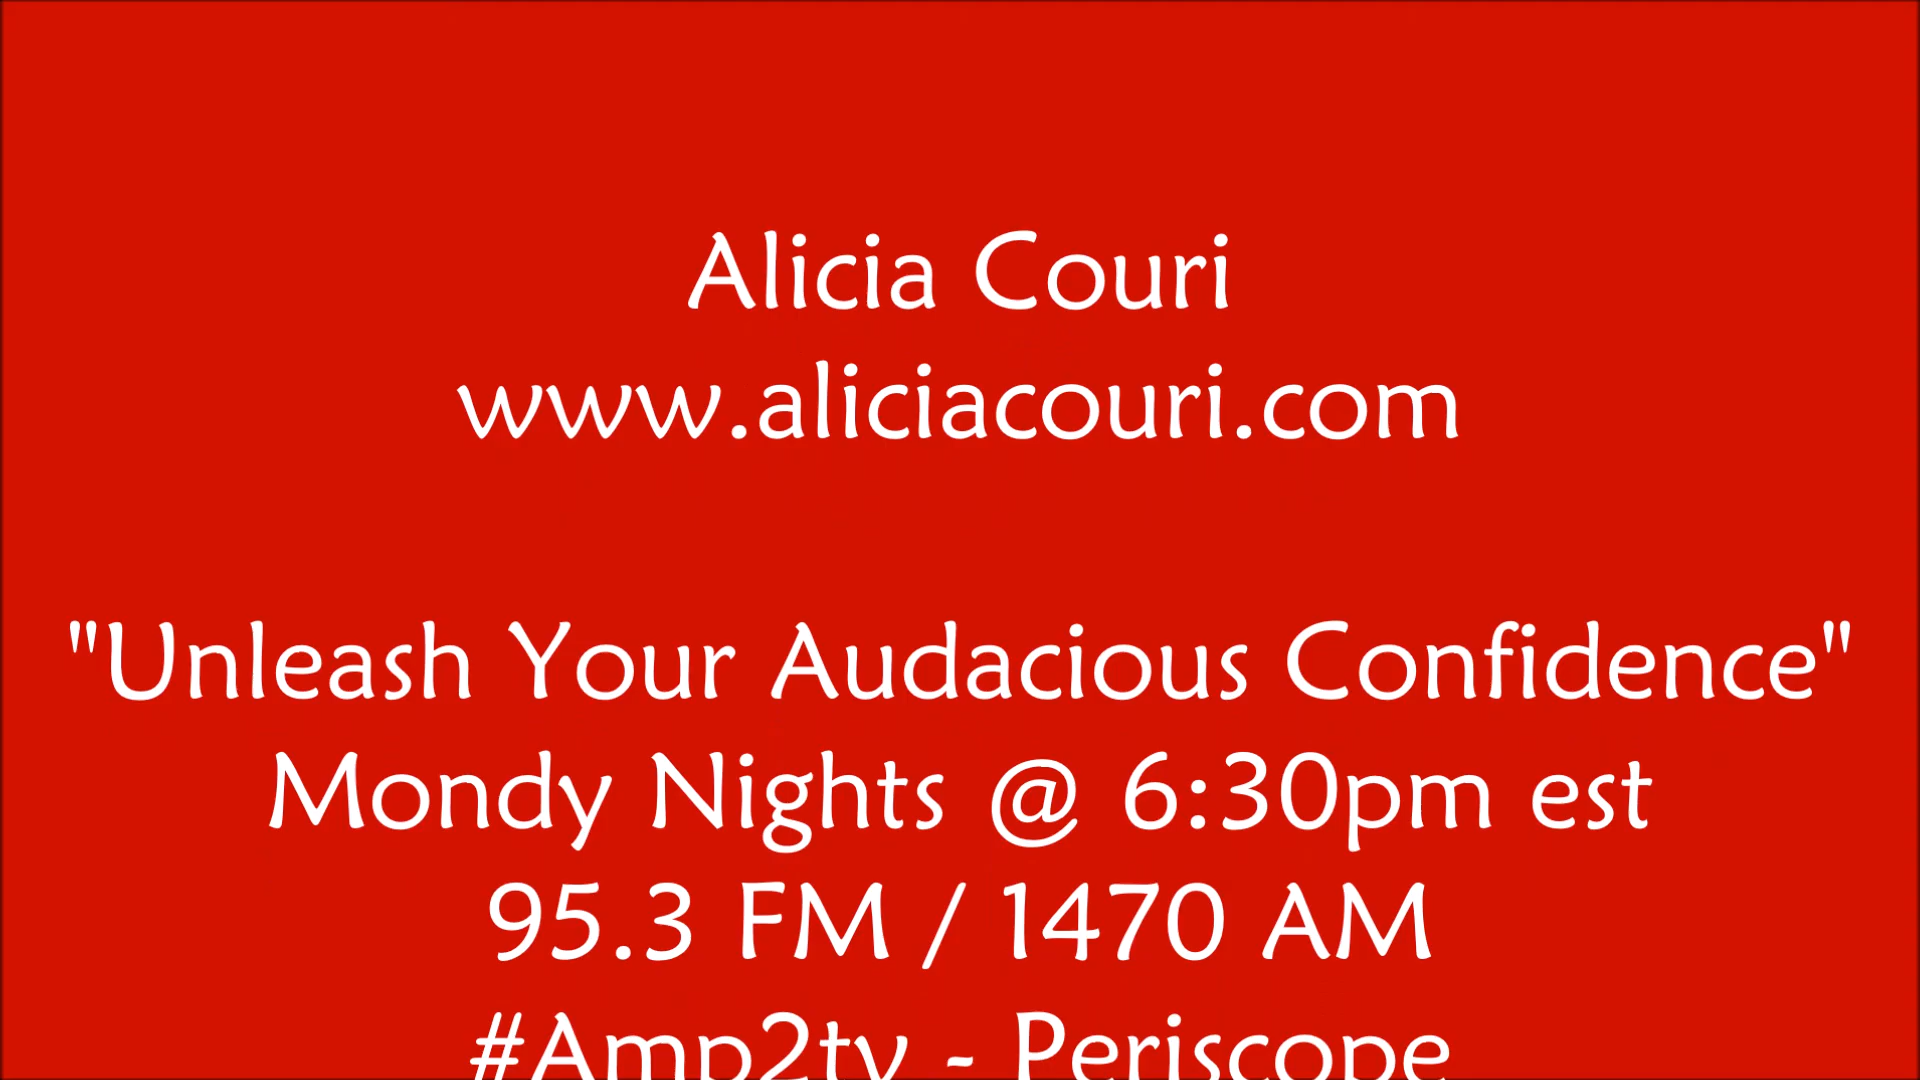 Alicia Couri
www.aliciacouri.com
"Unleash Your Audacious Confidence"
Mondy Nights @ 6:30pm est
95.3 FM / 1470 AM
#Amp2tv - Periscope